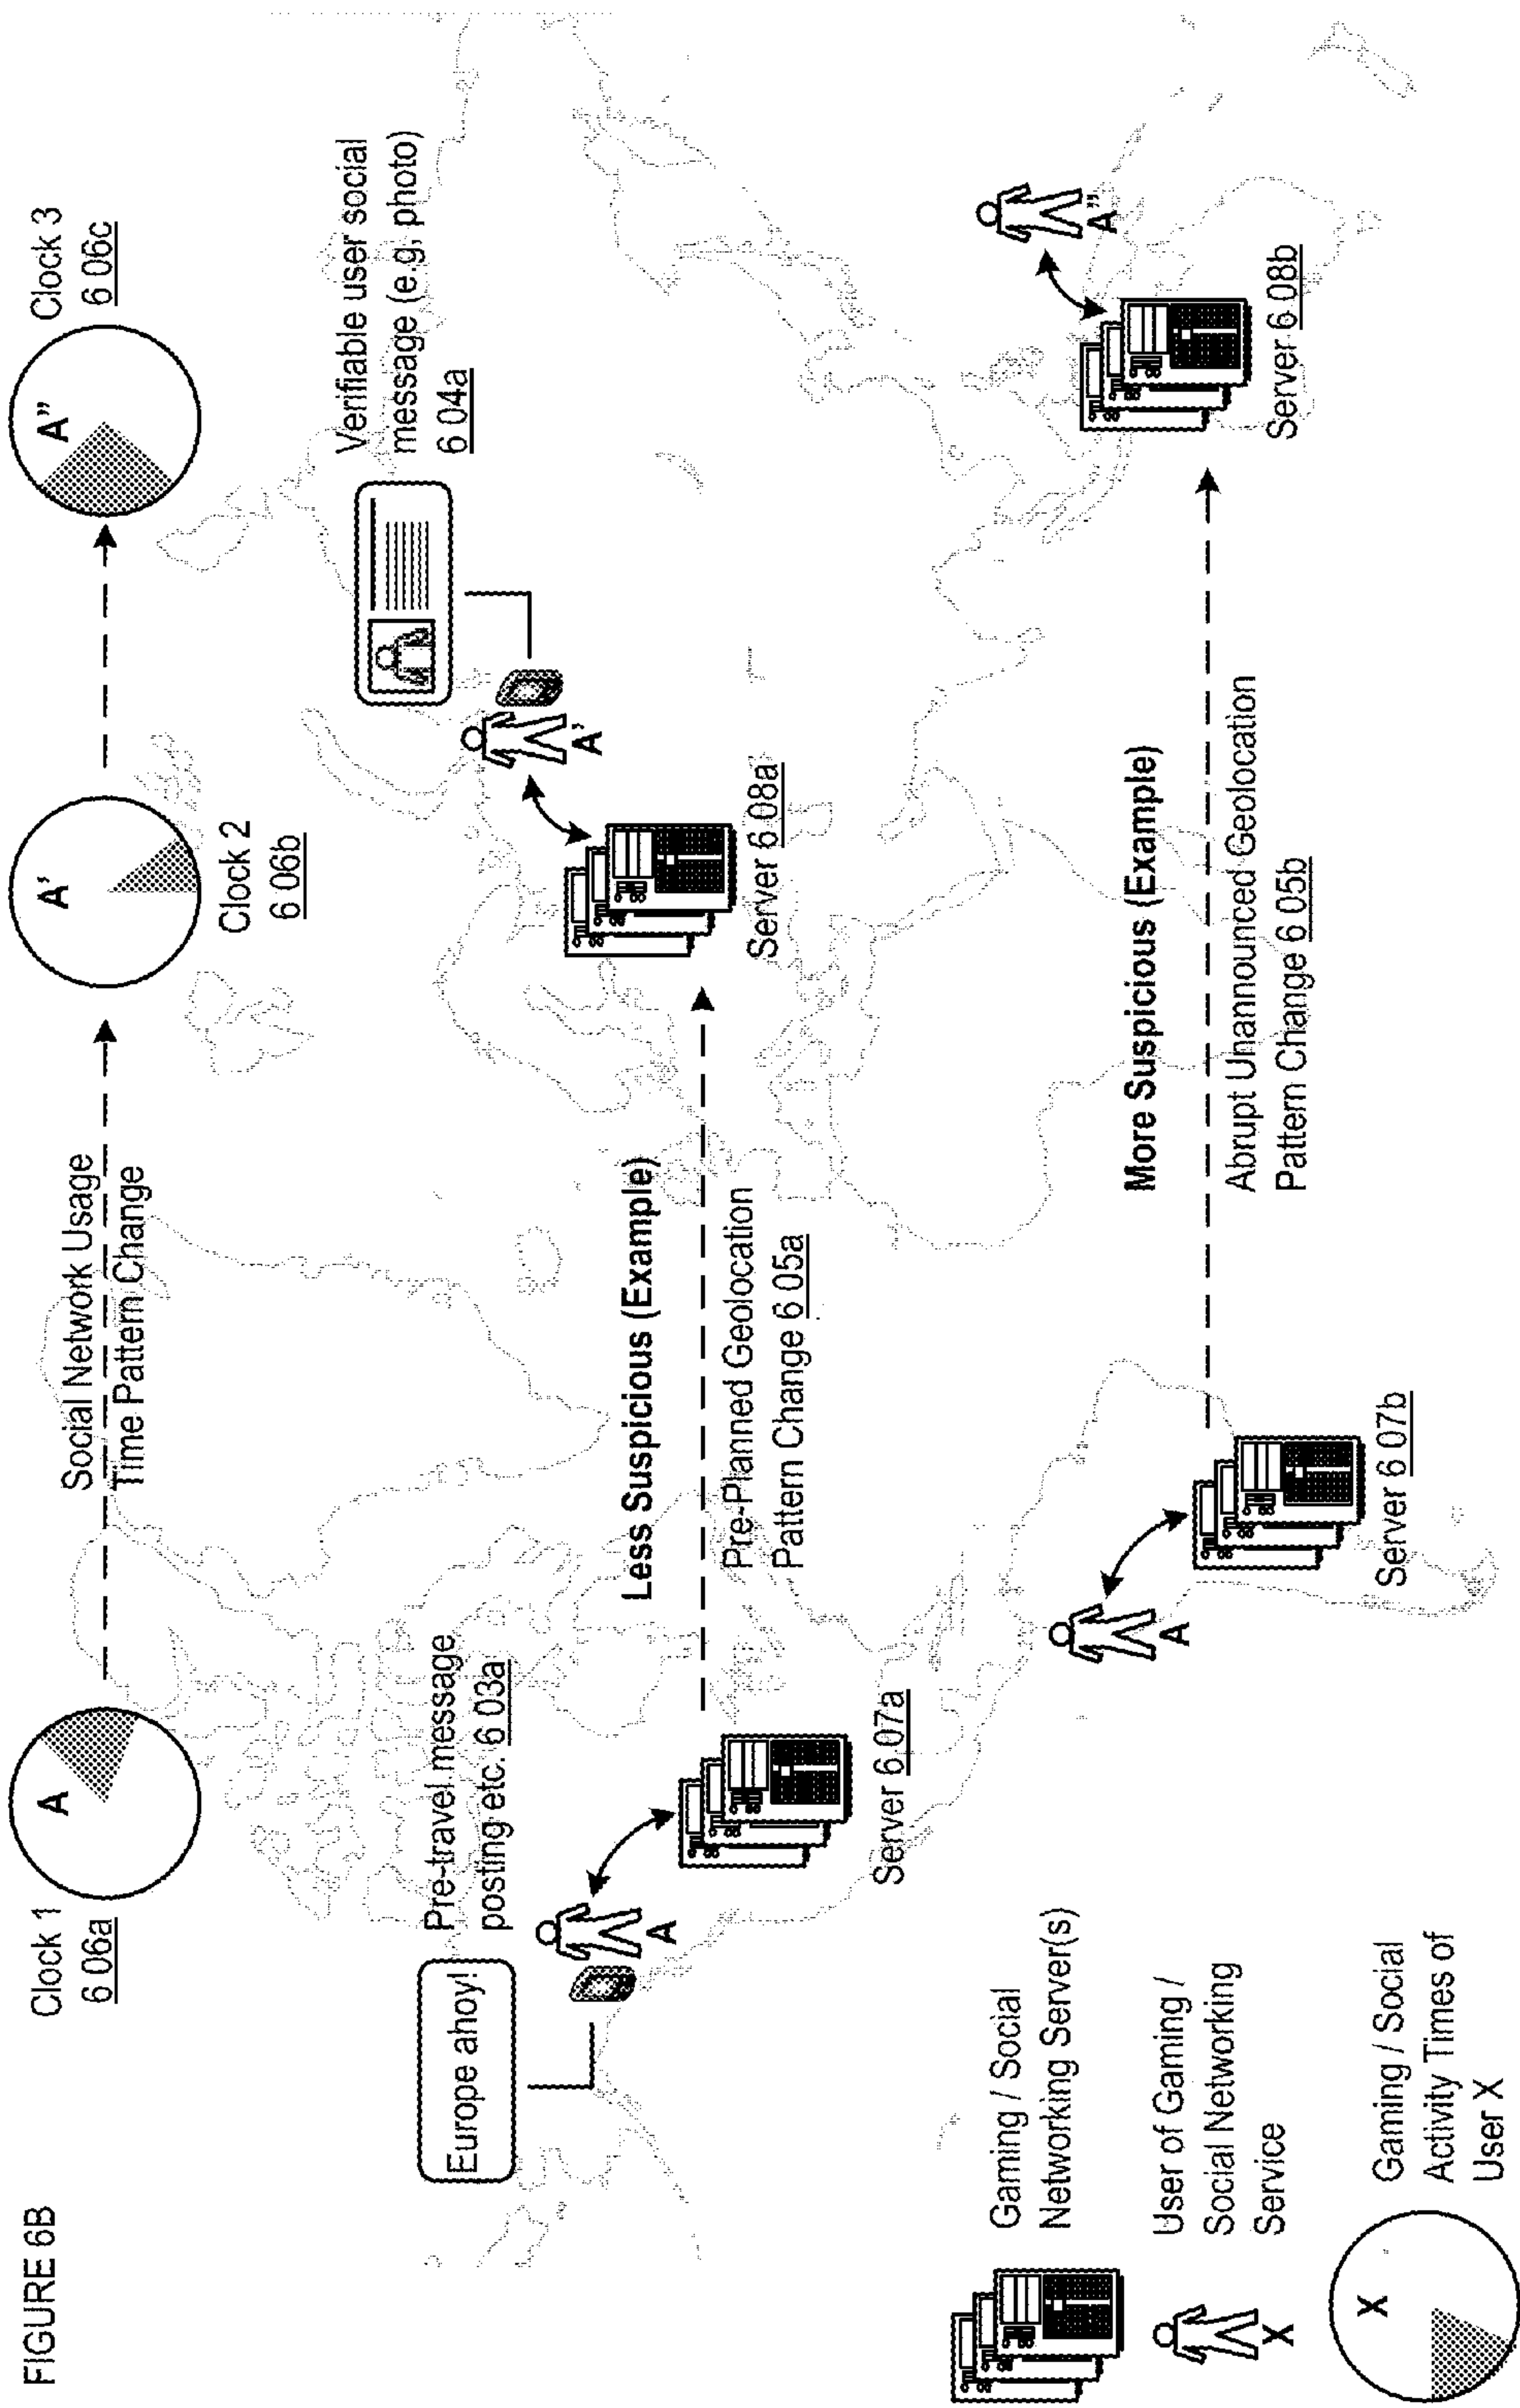 FIGURE 6B
Clock 1
6 06a
A
Social Network Usage
Time Pattern Change
A'
Clock 2
6 06b
A"
Clock 3
6 06c
Europe ahoy!
Pre-travel message
posting etc. 6 03a
A
Server 6 07a
Less Suspicious (Example)
Pre-Planned Geolocation
Pattern Change 6 05a
A'
Server 6 08a
Verifiable user social
message (e.g. photo)
6 04a
A
Server 6 07b
More Suspicious (Example)
Abrupt Unannounced Geolocation
Pattern Change 6 05b
A"
Server 6 08b
Gaming / Social
Networking Server(s)
X
User of Gaming /
Social Networking
Service
X
Gaming / Social
Activity Times of
User X